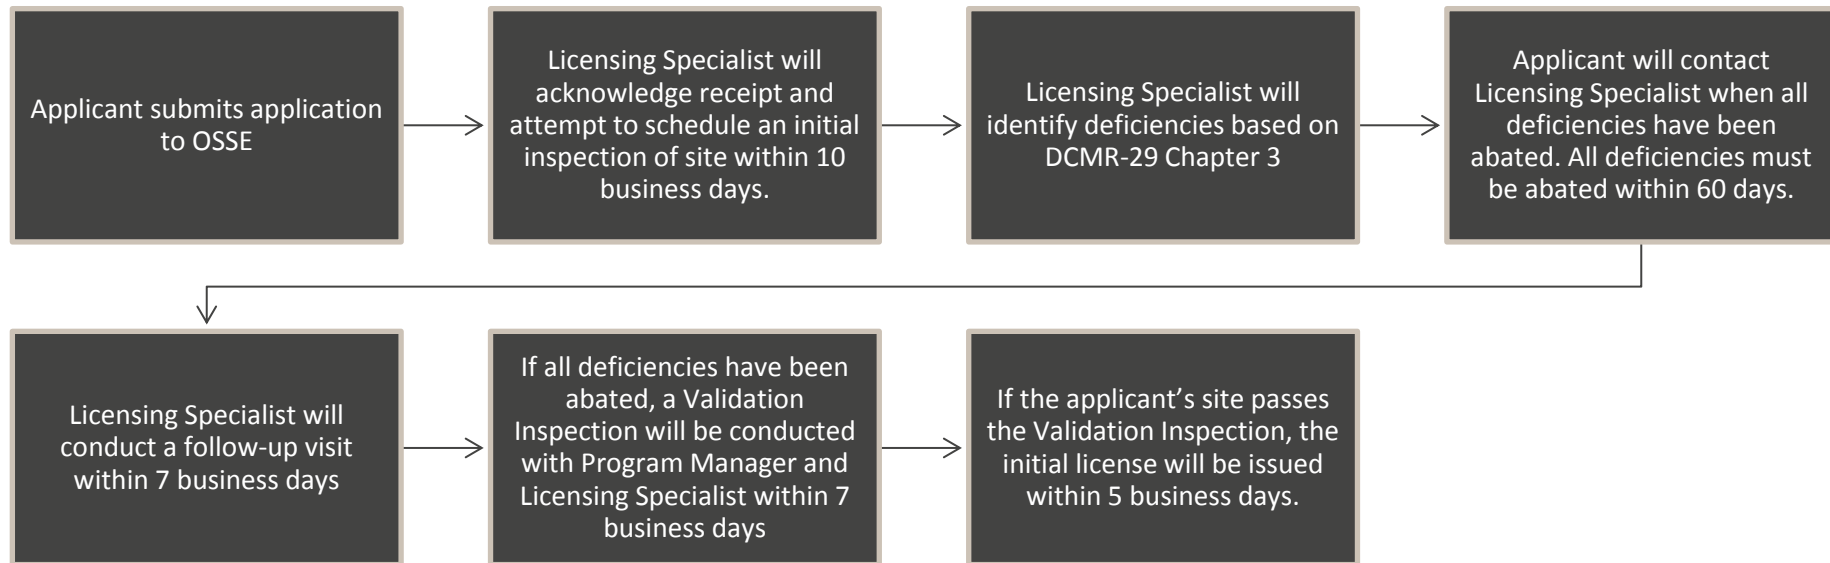 Applicant submits application
to OSSE
Licensing Specialist will
acknowledge receipt and
attempt to schedule an initial
inspection of site within 10
business days.
Licensing Specialist will
identify deficiencies based on
DCMR-29 Chapter 3
Applicant will contact
Licensing Specialist when all
deficiencies have been
abated. All deficiencies must
be abated within 60 days.
Licensing Specialist will
conduct a follow-up visit
within 7 business days
If all deficiencies have been
abated, a Validation
Inspection will be conducted
with Program Manager and
Licensing Specialist within 7
business days
If the applicant’s site passes
the Validation Inspection, the
initial license will be issued
within 5 business days.